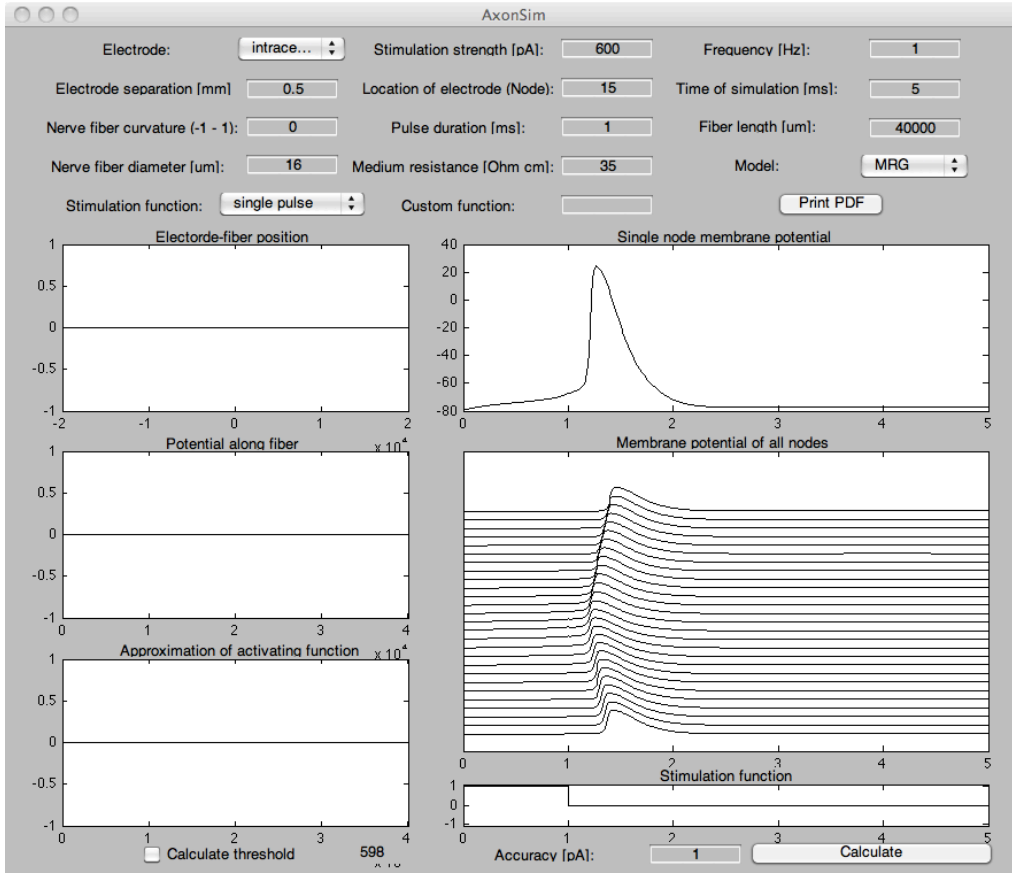 AxonSim
Electrode: intrace... Stimulation strength [pA]: 600 Frequency [Hz]: 1
Electrode separation [mm] 0.5 Location of electrode (Node): 15 Time of simulation [ms]: 5
Nerve fiber curvature (-1 - 1): 0 Pulse duration [ms]: 1 Fiber length [um]: 40000
Nerve fiber diameter [um]: 16 Medium resistance [Ohm cm]: 35 Model: MRG
Stimulation function: single pulse Custom function: Print PDF
Electorde-fiber position
1
0.5
0
-0.5
-1
-2 -1 0 1 2
x 10⁴
Single node membrane potential
40
20
0
-20
-40
-60
-80
0 1 2 3 4 5
Potential along fiber
1
0.5
0
-0.5
-1
0 1 2 3 4
x 10⁴
Membrane potential of all nodes
0 1 2 3 4 5
Approximation of activating function
1
0.5
0
-0.5
-1
0 1 2 3 4
Stimulation function
1
0
-1
0 1 2 3 4 5
Calculate threshold 598 Accuracy [pA]: 1 Calculate